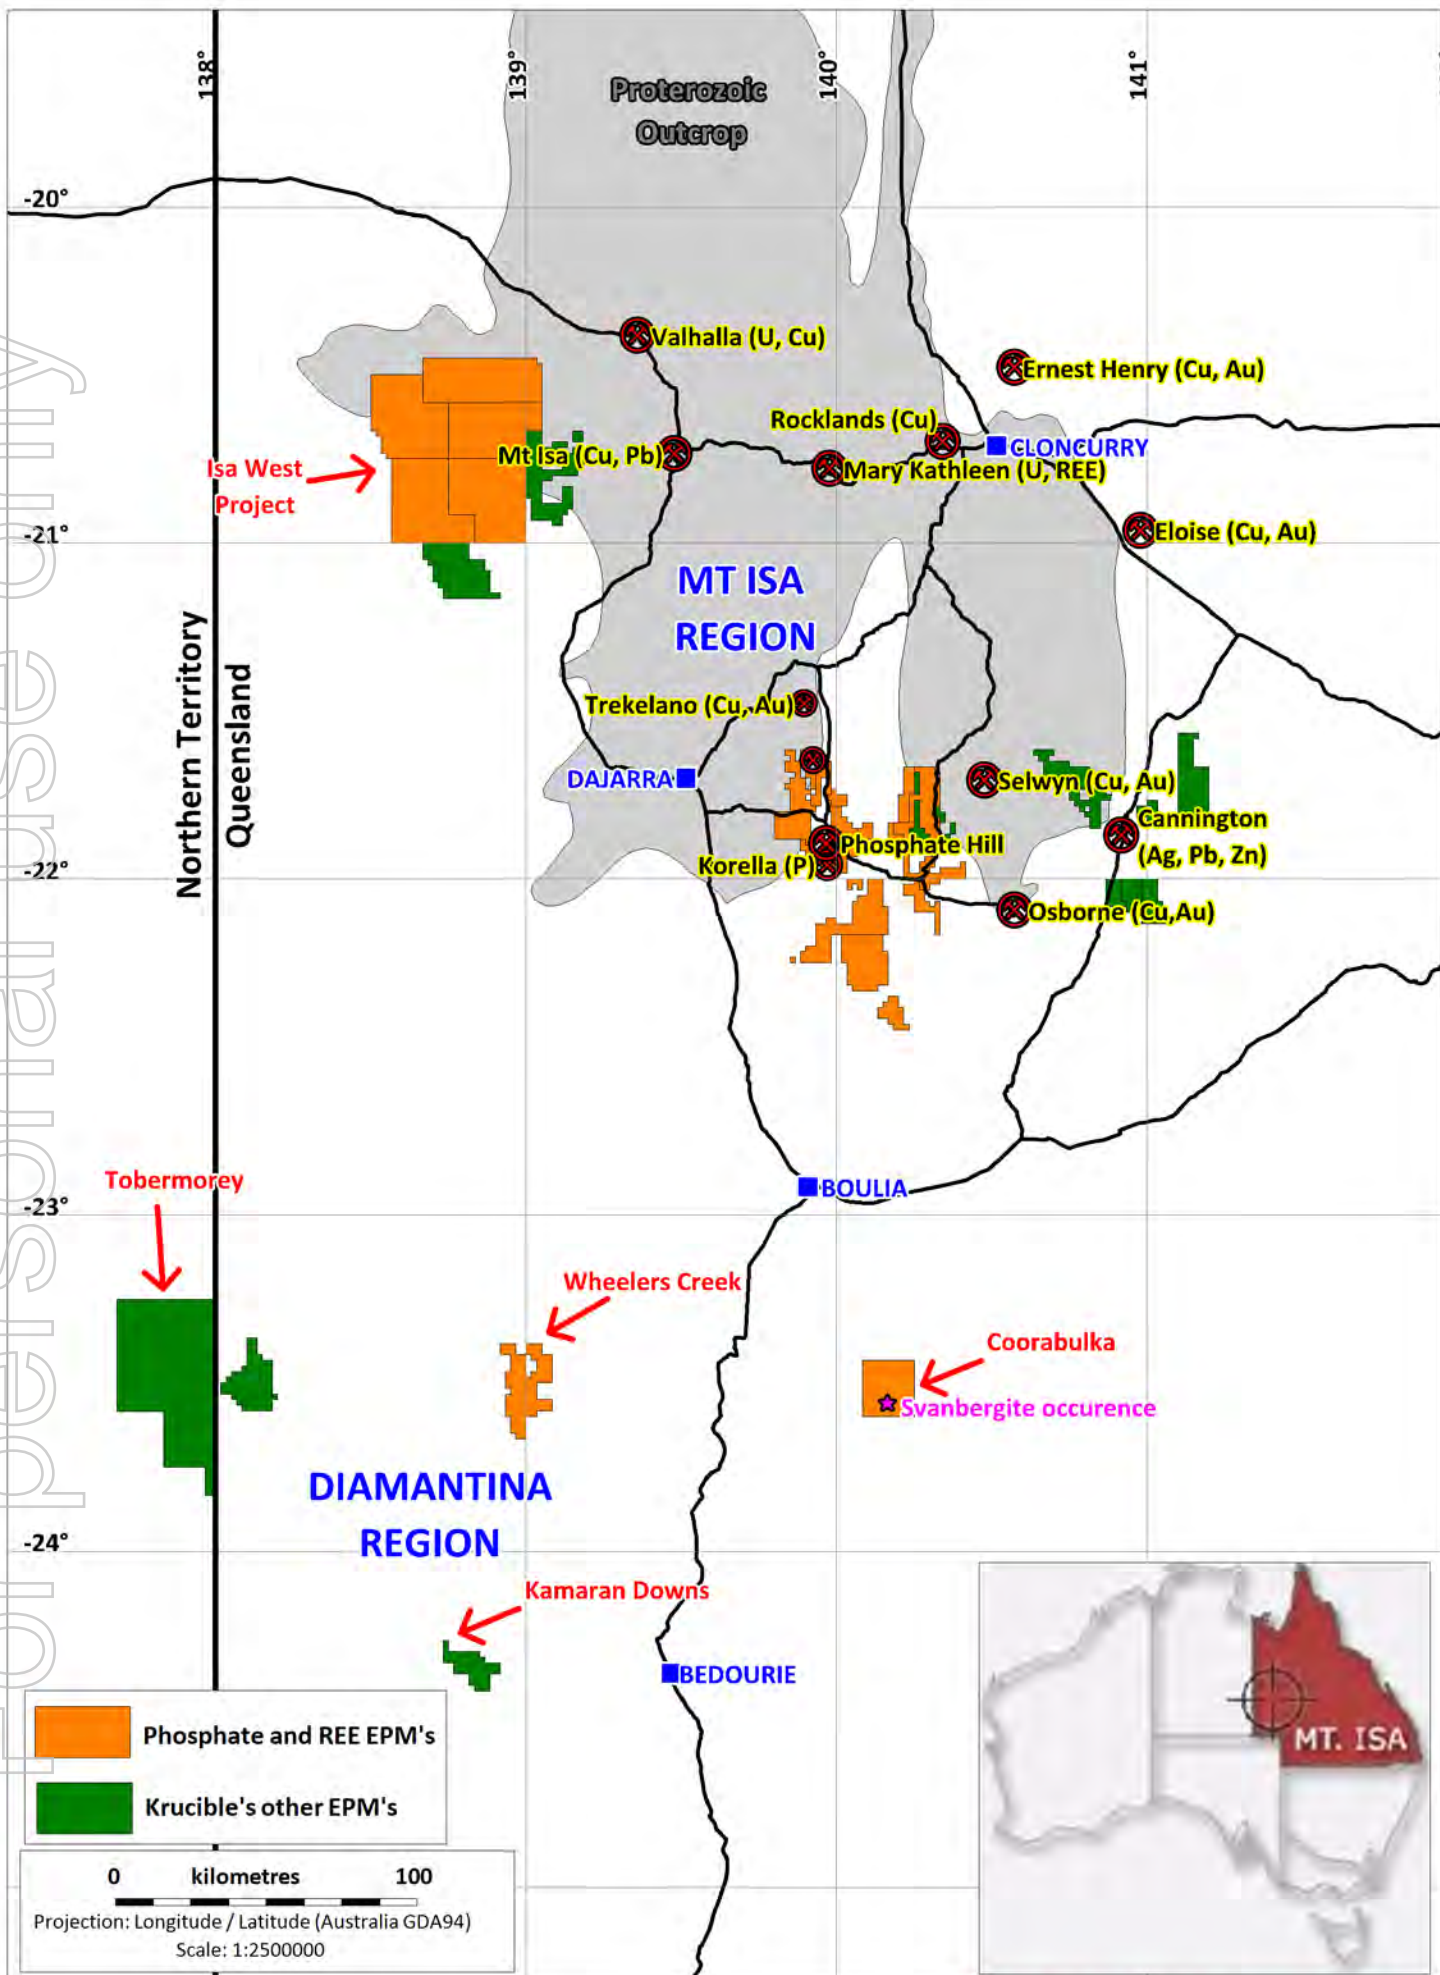 138°
139°
140°
141°
Proterozoic
Outcrop
-20°
Valhalla (U, Cu)
Ernest Henry (Cu, Au)
Rocklands (Cu)
CLONCURRY
Mt Isa (Cu, Pb)
Mary Kathleen (U, REE)
Isa West
Project
-21°
Eloise (Cu, Au)
MT ISA
REGION
Northern Territory
Queensland
Trekelano (Cu, Au)
DAJARRA
Selwyn (Cu, Au)
Cannington
(Ag, Pb, Zn)
Phosphate Hill
Korella (P)
-22°
Osborne (Cu,Au)
Tobermorey
BOULIA
-23°
Wheelers Creek
Coorabulka
Svanbergite occurence
DIAMANTINA
REGION
-24°
Kamaran Downs
BEDOURIE
Phosphate and REE EPM's
Krucible's other EPM's
0 kilometres 100
Projection: Longitude / Latitude (Australia GDA94)
Scale: 1:2500000
MT. ISA
For personal use only